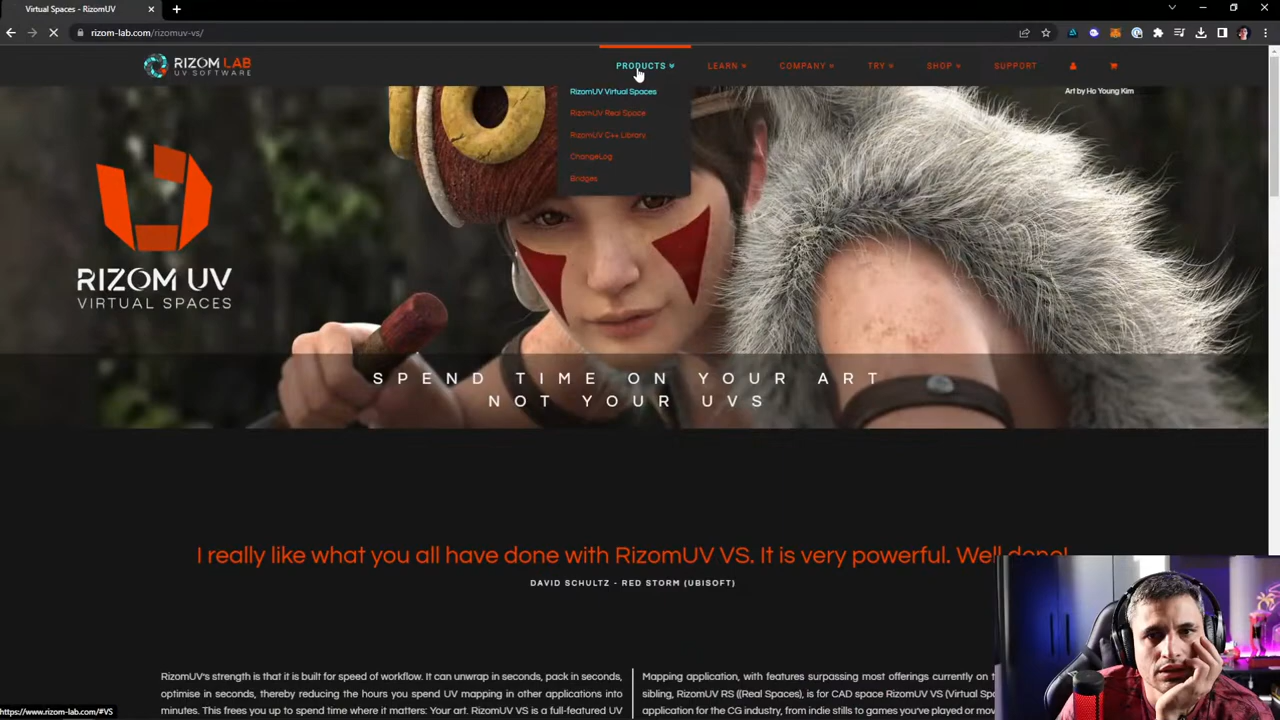 Virtual Spaces - RizomUV
rizom-lab.com/rizomuv-vs/
RIZOM LAB
UV SOFTWARE
PRODUCTS
LEARN
COMPANY
TRY
SHOP
SUPPORT
Art by Ho Young Kim
RizomUV Virtual Spaces
RizomUV Real Space
RizomUV C++ Library
ChangeLog
Bridges
RIZOM UV
VIRTUAL SPACES
SPEND TIME ON YOUR ART
NOT YOUR UVS
I really like what you all have done with RizomUV VS. It is very powerful. Well done!
DAVID SCHULTZ - RED STORM (UBISOFT)
RizomUV's strength is that it is built for speed of workflow. It can unwrap in seconds, pack in seconds,
optimise in seconds, thereby reducing the hours you spend UV mapping in other applications into
minutes. This frees you up to spend time where it matters: Your art. RizomUV VS is a full-featured UV
Mapping application, with features surpassing most offerings currently on
sibling, RizomUV RS ((Real Spaces), is for CAD space RizomUV VS (Virtual
application for the CG industry, from indie stills to games you've played or
https://www.rizom-lab.com/#VS